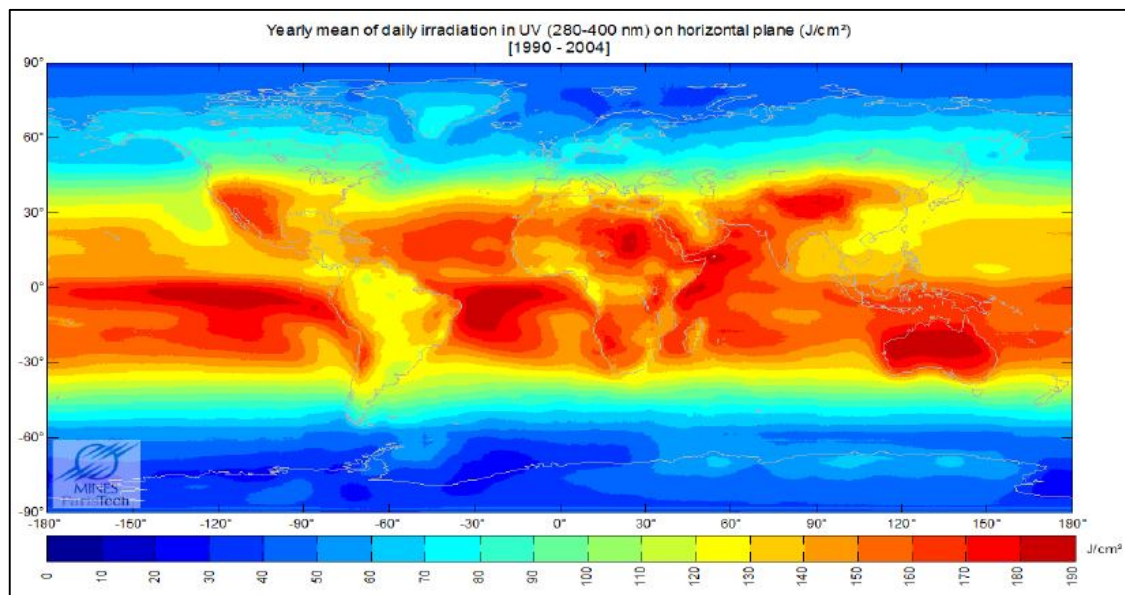 Yearly mean of daily irradiation in UV (280-400 nm) on horizontal plane (J/cm²)
[1990 - 2004]
90°
60°
30°
0°
-30°
-60°
-90°
MINES
ParisTech
-180° -150° -120° -90° -60° -30° 0° 30° 60° 90° 120° 150° 180°
J/cm²
0 10 20 30 40 50 60 70 80 90 100 110 120 130 140 150 160 170 180 190